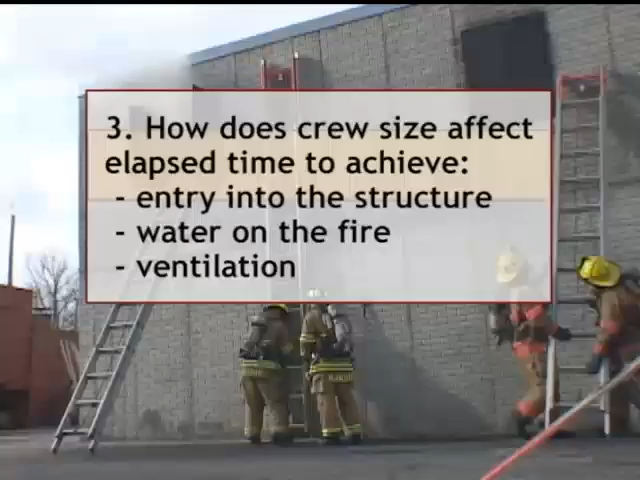 3. How does crew size affect
elapsed time to achieve:
- entry into the structure
- water on the fire
- ventilation